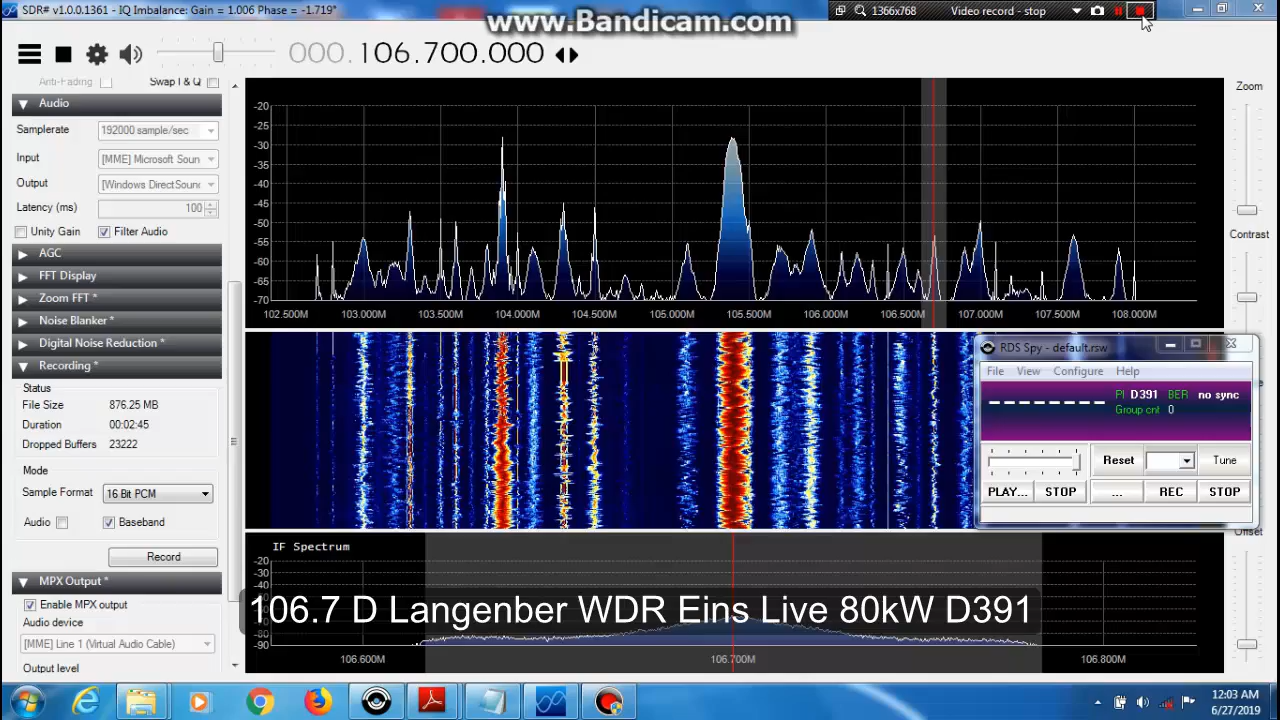 SDR# v1.0.0.1361 - IQ Imbalance: Gain = 1.006 Phase = -1.719°
www.Bandicam.com
1366x768
Video record - stop
000.106.700.000
Anti-Fading
Swap I & Q
Audio
Samplerate
192000 sample/sec
Input
[MME] Microsoft Soun
Output
[Windows DirectSound
Latency (ms)
100
Unity Gain
Filter Audio
AGC
FFT Display
Zoom FFT *
Noise Blanker *
Digital Noise Reduction *
Recording *
Status
File Size
876.25 MB
Duration
00:02:45
Dropped Buffers
23222
Mode
Sample Format
16 Bit PCM
Audio
Baseband
Record
MPX Output *
Enable MPX output
Audio device
[MME] Line 1 (Virtual Audio Cable)
Output level
-20
-25
-30
-35
-40
-45
-50
-55
-60
-65
-70
102.500M
103.000M
103.500M
104.000M
104.500M
105.000M
105.500M
106.000M
106.500M
107.000M
107.500M
108.000M
Zoom
Contrast
Offset
RDS Spy - default.rsw
File
View
Configure
Help
PI D391 BER no sync
Group cnt 0
Reset
Tune
PLAY...
STOP
...
REC
STOP
IF Spectrum
-20
-30
-40
-50
-60
-80
-90
106.7 D Langenber WDR Eins Live 80kW D391
106.600M
106.700M
106.800M
12:03 AM
6/27/2019